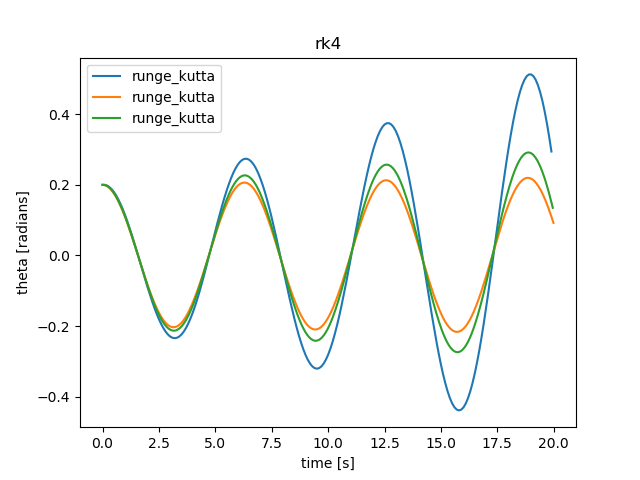 rk4
runge_kutta
runge_kutta
runge_kutta
theta [radians]
0.4
0.2
0.0
−0.2
−0.4
0.0 2.5 5.0 7.5 10.0 12.5 15.0 17.5 20.0
time [s]